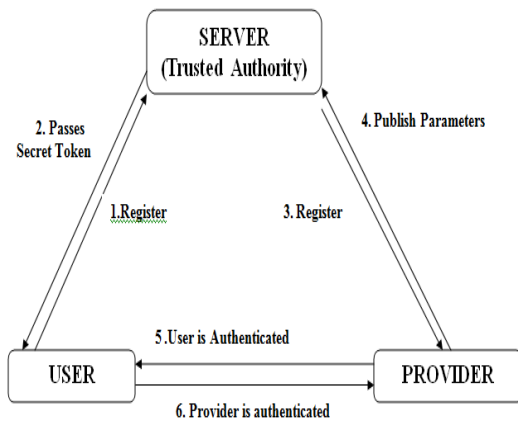 SERVER
(Trusted Authority)
2. Passes
Secret Token
4. Publish Parameters
1.Register
3. Register
5 .User is Authenticated
USER
PROVIDER
6. Provider is authenticated